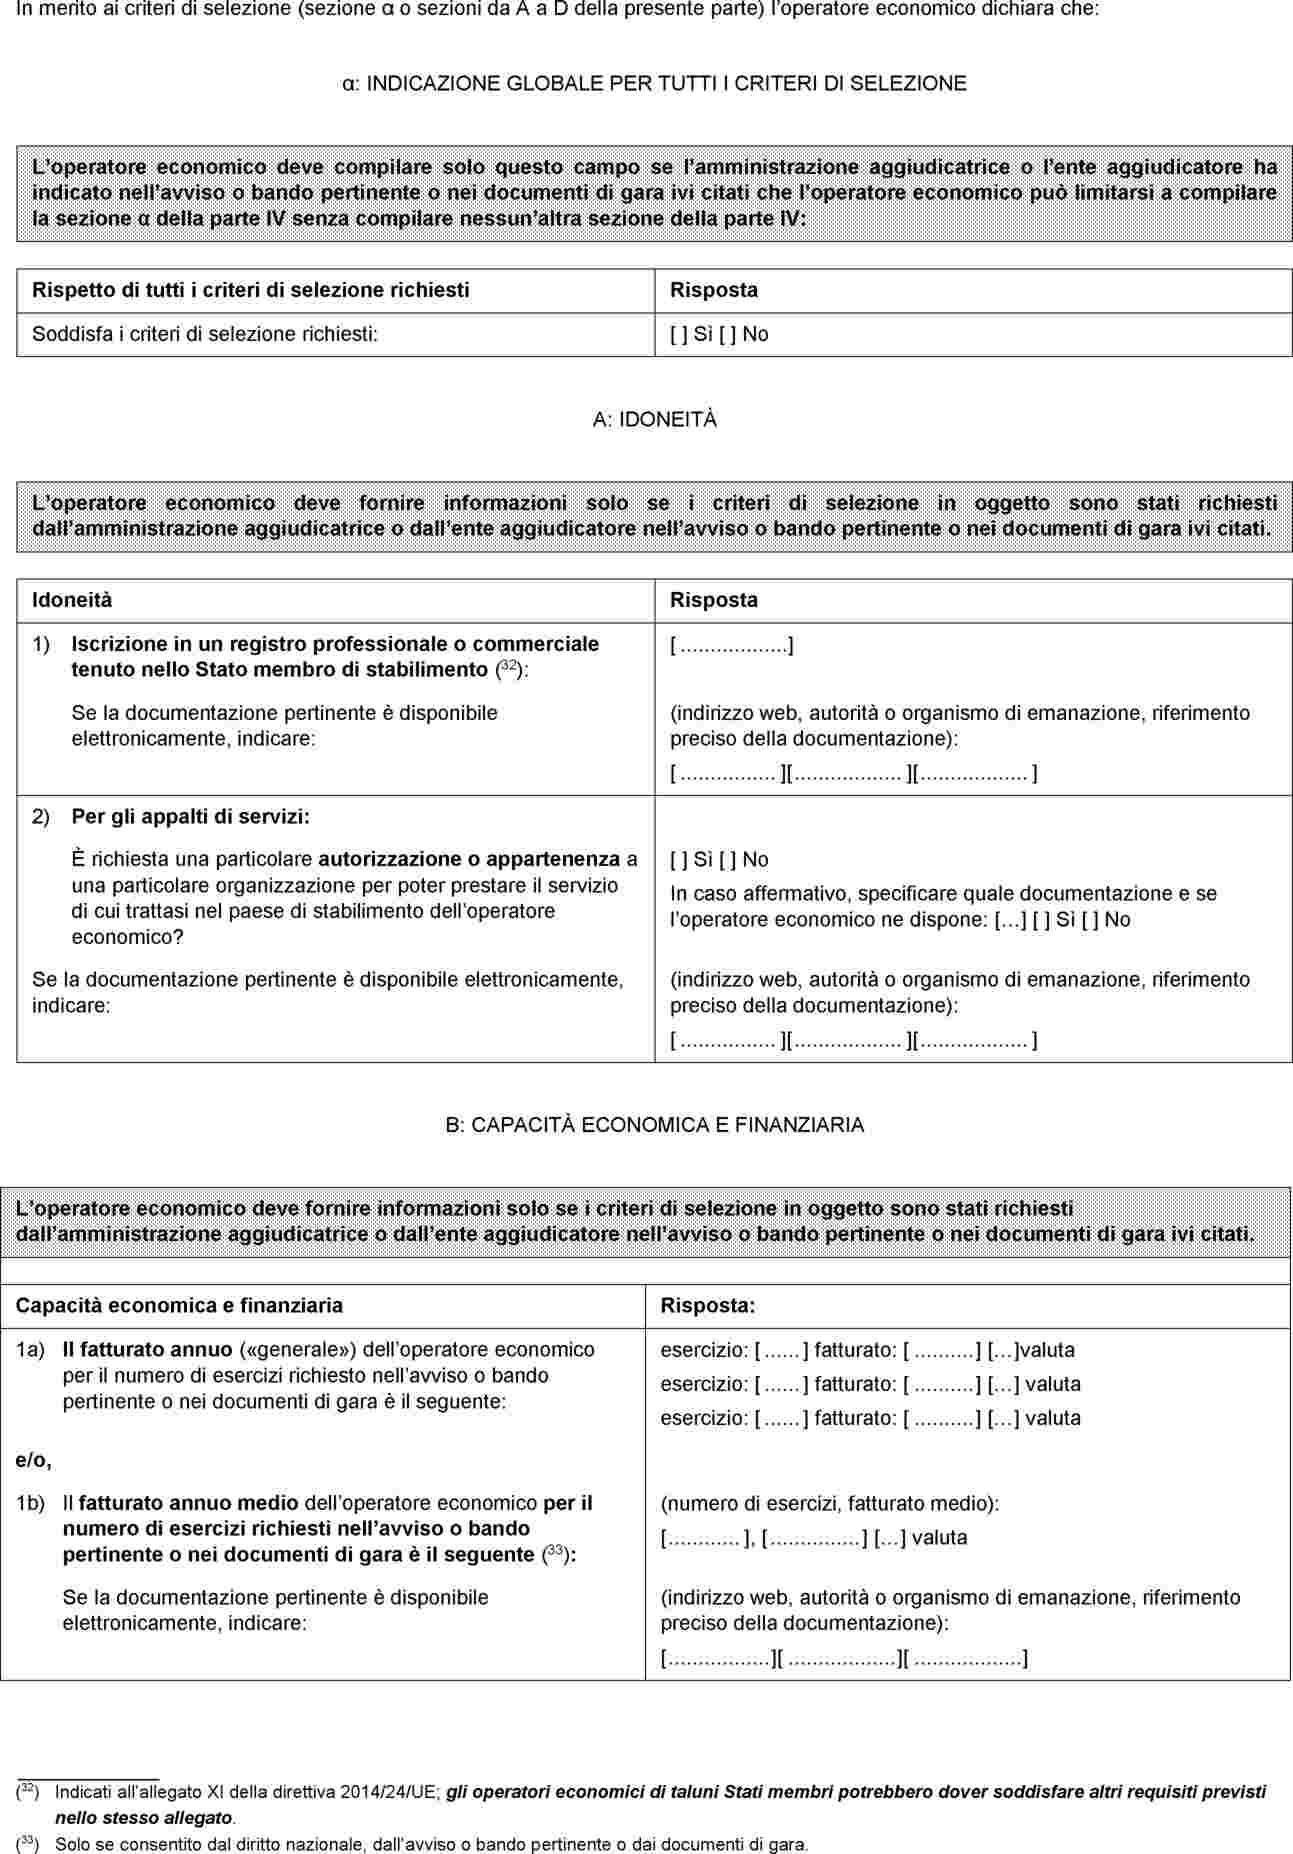 In merito ai criteri di selezione (sezione α o sezioni da A a D della presente parte) l’operatore economico dichiara che:
α: INDICAZIONE GLOBALE PER TUTTI I CRITERI DI SELEZIONE
L’operatore economico deve compilare solo questo campo se l’amministrazione aggiudicatrice o l’ente aggiudicatore ha
indicato nell’avviso o bando pertinente o nei documenti di gara ivi citati che l’operatore economico può limitarsi a compilare
la sezione α della parte IV senza compilare nessun’altra sezione della parte IV:
Rispetto di tutti i criteri di selezione richiesti
Risposta
Soddisfa i criteri di selezione richiesti:
[ ] Sì [ ] No
A: IDONEITÀ
L’operatore economico deve fornire informazioni solo se i criteri di selezione in oggetto sono stati richiesti
dall’amministrazione aggiudicatrice o dall’ente aggiudicatore nell’avviso o bando pertinente o nei documenti di gara ivi citati.
Idoneità
Risposta
1) Iscrizione in un registro professionale o commerciale
tenuto nello Stato membro di stabilimento (32):
[ ..................]
Se la documentazione pertinente è disponibile
elettronicamente, indicare:
(indirizzo web, autorità o organismo di emanazione, riferimento
preciso della documentazione):
[ ................ ][.................. ][.................. ]
2) Per gli appalti di servizi:
È richiesta una particolare autorizzazione o appartenenza a
una particolare organizzazione per poter prestare il servizio
di cui trattasi nel paese di stabilimento dell’operatore
economico?
[ ] Sì [ ] No
In caso affermativo, specificare quale documentazione e se
l’operatore economico ne dispone: […] [ ] Sì [ ] No
Se la documentazione pertinente è disponibile elettronicamente,
indicare:
(indirizzo web, autorità o organismo di emanazione, riferimento
preciso della documentazione):
[ ................ ][.................. ][.................. ]
B: CAPACITÀ ECONOMICA E FINANZIARIA
L’operatore economico deve fornire informazioni solo se i criteri di selezione in oggetto sono stati richiesti
dall’amministrazione aggiudicatrice o dall’ente aggiudicatore nell’avviso o bando pertinente o nei documenti di gara ivi citati.
Capacità economica e finanziaria
Risposta:
1a) Il fatturato annuo («generale») dell’operatore economico
per il numero di esercizi richiesto nell’avviso o bando
pertinente o nei documenti di gara è il seguente:
esercizio: [ ...... ] fatturato: [ ..........] […]valuta
esercizio: [ ...... ] fatturato: [ ..........] […] valuta
esercizio: [ ...... ] fatturato: [ ..........] […] valuta
e/o,
1b) Il fatturato annuo medio dell’operatore economico per il
numero di esercizi richiesti nell’avviso o bando
pertinente o nei documenti di gara è il seguente (33):
(numero di esercizi, fatturato medio):
[............ ], [...............] […] valuta
Se la documentazione pertinente è disponibile
elettronicamente, indicare:
(indirizzo web, autorità o organismo di emanazione, riferimento
preciso della documentazione):
[.................][ ..................][ ..................]
(32) Indicati all’allegato XI della direttiva 2014/24/UE; gli operatori economici di taluni Stati membri potrebbero dover soddisfare altri requisiti previsti
nello stesso allegato.
(33) Solo se consentito dal diritto nazionale, dall’avviso o bando pertinente o dai documenti di gara.